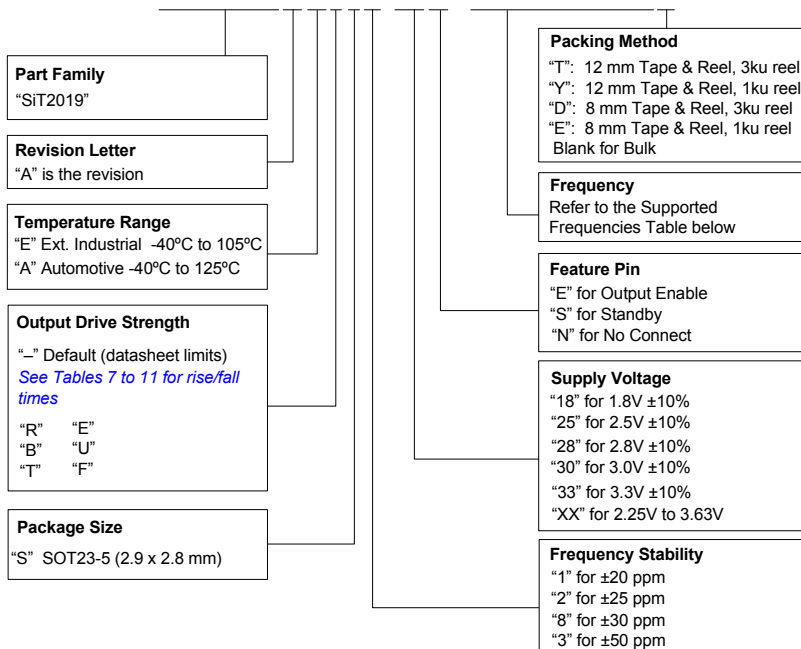 Part Family
“SiT2019”
Revision Letter
“A” is the revision
Temperature Range
“E” Ext. Industrial -40ºC to 105ºC
“A” Automotive -40ºC to 125ºC
Output Drive Strength
“–” Default (datasheet limits)
See Tables 7 to 11 for rise/fall
times
“R” “E”
“B” “U”
“T” “F”
Package Size
“S” SOT23-5 (2.9 x 2.8 mm)
Packing Method
“T”: 12 mm Tape & Reel, 3ku reel
“Y”: 12 mm Tape & Reel, 1ku reel
“D”: 8 mm Tape & Reel, 3ku reel
“E”: 8 mm Tape & Reel, 1ku reel
Blank for Bulk
Frequency
Refer to the Supported
Frequencies Table below
Feature Pin
“E” for Output Enable
“S” for Standby
“N” for No Connect
Supply Voltage
“18” for 1.8V ±10%
“25” for 2.5V ±10%
“28” for 2.8V ±10%
“30” for 3.0V ±10%
“33” for 3.3V ±10%
“XX” for 2.25V to 3.63V
Frequency Stability
“1” for ±20 ppm
“2” for ±25 ppm
“8” for ±30 ppm
“3” for ±50 ppm